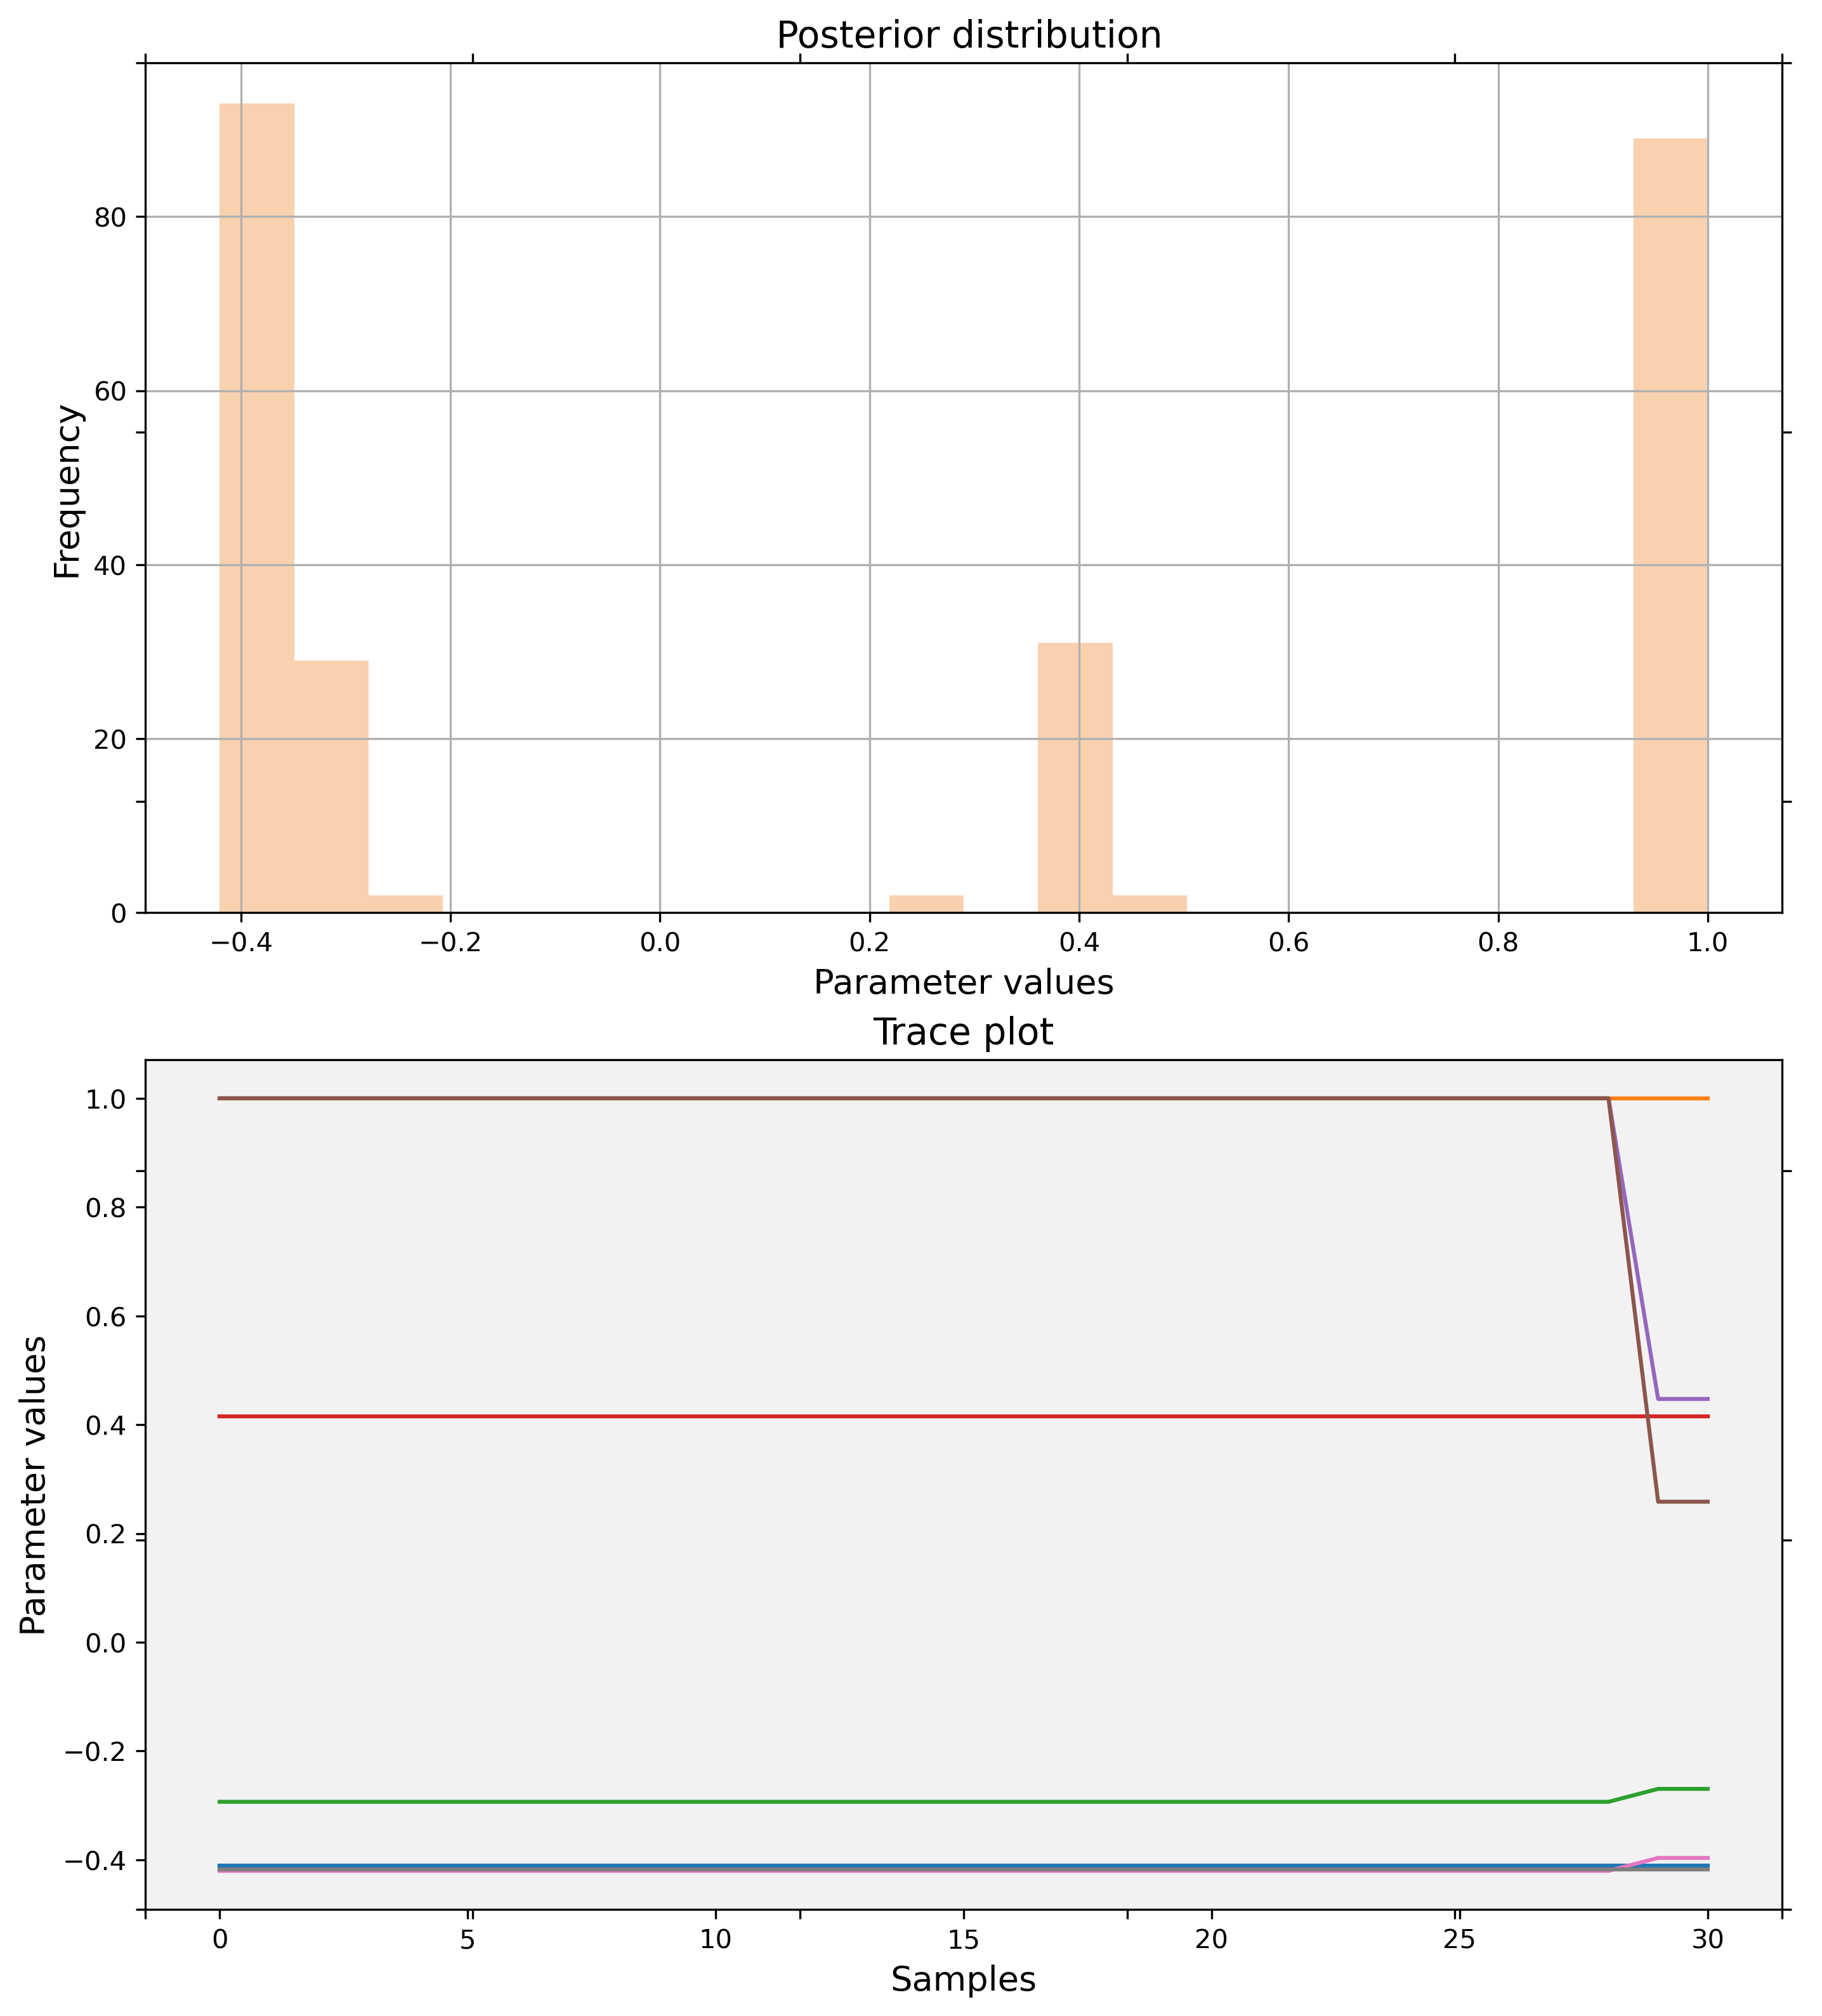 Posterior distribution
80
60
40
20
0
Frequency
−0.4 −0.2 0.0 0.2 0.4 0.6 0.8 1.0
Parameter values
Trace plot
1.0
0.8
0.6
0.4
0.2
0.0
−0.2
−0.4
Parameter values
0 5 10 15 20 25 30
Samples